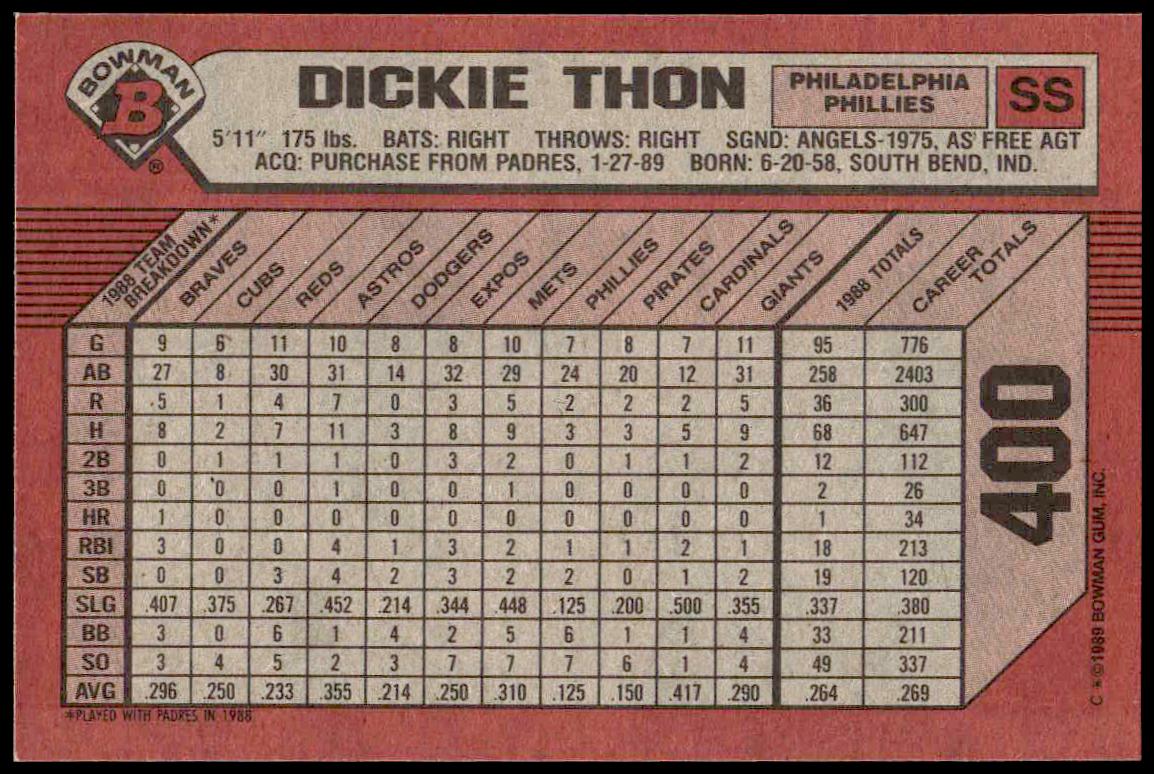 BOWMAN
B
®
DICKIE THON
PHILADELPHIA
PHILLIES
SS
5'11" 175 lbs. BATS: RIGHT THROWS: RIGHT SGND: ANGELS-1975, AS FREE AGT
ACQ: PURCHASE FROM PADRES, 1-27-89 BORN: 6-20-58, SOUTH BEND, IND.
1988 TEAM BREAKDOWN* BRAVES CUBS REDS ASTROS DODGERS EXPOS METS PHILLIES PIRATES CARDINALS GIANTS 1988 TOTALS CAREER TOTALS
G 9 6 11 10 8 8 10 7 8 7 11 95 776
AB 27 8 30 31 14 32 29 24 20 12 31 258 2403
R 5 1 4 7 0 3 5 2 2 2 5 36 300
H 8 2 7 11 3 8 9 3 3 5 9 68 647
2B 0 1 1 1 0 3 2 0 1 1 2 12 112
3B 0 0 0 1 0 0 1 0 0 0 0 2 26
HR 1 0 0 0 0 0 0 0 0 0 0 1 34
RBI 3 0 0 4 1 3 2 1 1 2 1 18 213
SB 0 0 3 4 2 3 2 2 0 1 2 19 120
SLG .407 .375 .267 .452 .214 .344 .448 .125 .200 .500 .355 .337 .380
BB 3 0 6 1 4 2 5 6 1 1 4 33 211
SO 3 4 5 2 3 7 7 7 6 1 4 49 337
AVG .296 .250 .233 .355 .214 .250 .310 .125 .150 .417 .290 .264 .269
*PLAYED WITH PADRES IN 1988
400
C *©1989 BOWMAN GUM, INC.